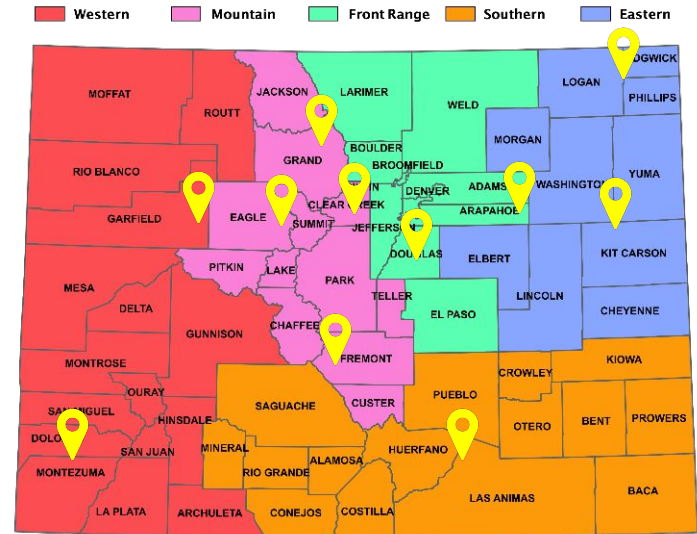 Western Mountain Front Range Southern Eastern
DGWICK
LOGAN
JACKSON
LARIMER
MOFFAT
PHILLIPS
WELD
ROUTT
MORGAN
BOULDER
GRAND
BROOMFIELD
RIO BLANCO
YUMA
ADAMS WASHINGTON
DENVER
CLEAR CREEK
ARAPAHOE
GARFIELD EAGLE
SUMMIT JEFFERSON
DOUGLAS KIT CARSON
ELBERT
PITKIN LAKE
PARK
MESA
TELLER LINCOLN
DELTA
CHEYENNE
EL PASO
CHAFFEE
GUNNISON
FREMONT KIOWA
MONTROSE
CROWLEY
OURAY PUEBLO
CUSTER
SAGUACHE
SAN MIGUEL
HINSDALE BENT PROWERS
OTERO
MINERAL HUERFANO
SAN JUAN
ALAMOSA
MONTEZUMA RIO GRANDE
BACA
LAS ANIMAS
LA PLATA ARCHULETA CONEJOS COSTILLA